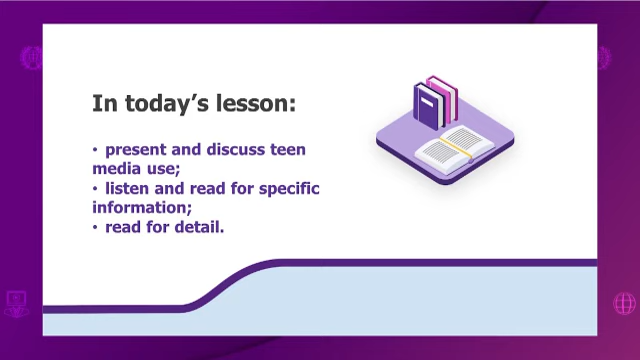 In today’s lesson:
• present and discuss teen
media use;
• listen and read for specific
information;
• read for detail.